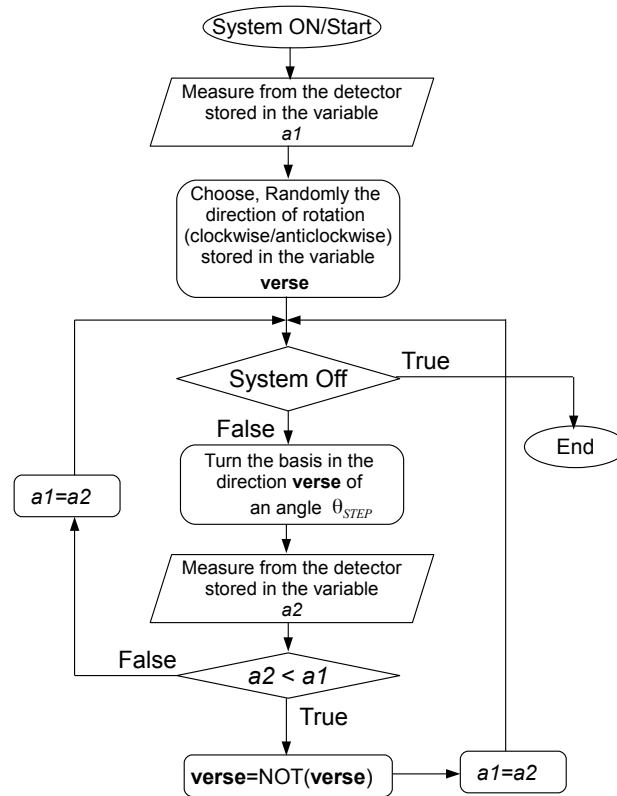 System ON/Start
Measure from the detector
stored in the variable
a1
Choose, Randomly the
direction of rotation
(clockwise/anticlockwise)
stored in the variable
verse
System Off
True
False
End
Turn the basis in the
direction verse of
an angle θSTEP
a1=a2
Measure from the detector
stored in the variable
a2
False
a2 < a1
True
verse=NOT(verse)
a1=a2